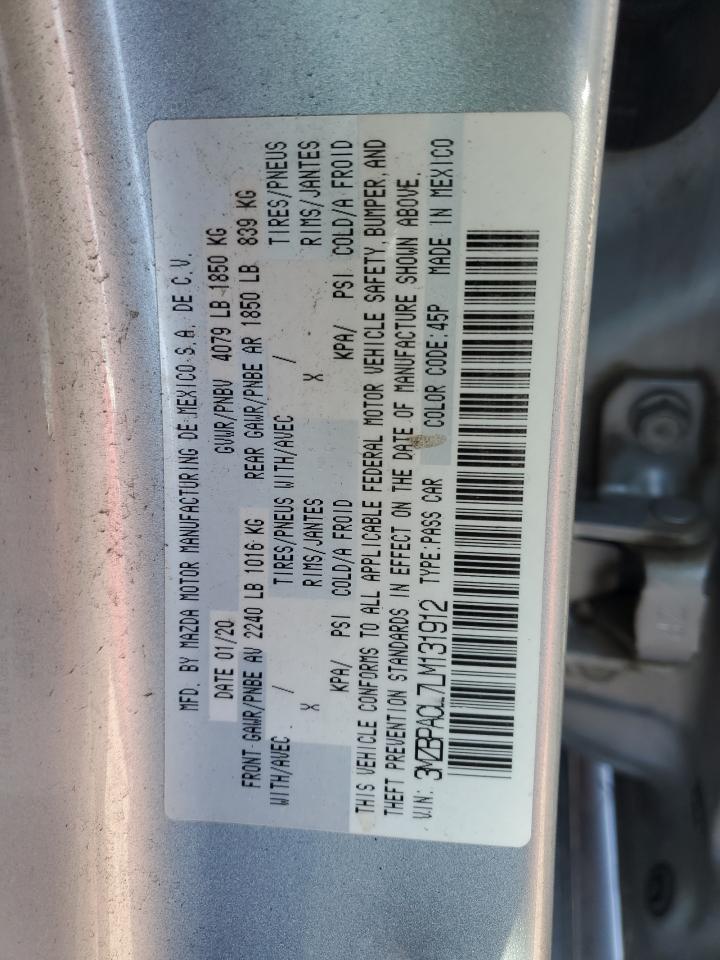 MFD. BY MAZDA MOTOR MANUFACTURING DE MEXICO S.A. DE C.V.
DATE 01/20 GVWR/PNBV 4079 LB 1850 KG
FRONT GAWR/PNBE AV 2240 LB 1016 KG REAR GAWR/PNBE AR 1850 LB 839 KG
WITH/AVEC . / TIRES/PNEUS WITH/AVEC / TIRES/PNEUS
X RIMS/JANTES X RIMS/JANTES
KPA/ PSI COLD/A FROID KPA/ PSI COLD/A FROID
THIS VEHICLE CONFORMS TO ALL APPLICABLE FEDERAL MOTOR VEHICLE SAFETY, BUMPER, AND
THEFT PREVENTION STANDARDS IN EFFECT ON THE DATE OF MANUFACTURE SHOWN ABOVE.
V.I.N: 3MZBPACL7LM131912 TYPE:PASS CAR COLOR CODE:45P MADE IN MEXICO